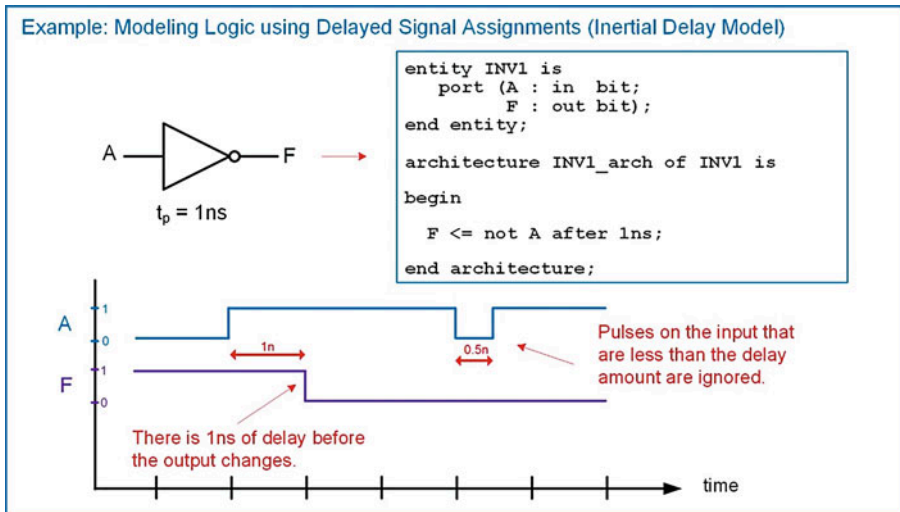 Example: Modeling Logic using Delayed Signal Assignments (Inertial Delay Model)
entity INV1 is
port (A : in bit;
F : out bit);
end entity;
architecture INV1_arch of INV1 is
begin
F <= not A after 1ns;
end architecture;
A
F
tp = 1ns
A
1
0
1n
0.5n
Pulses on the input that
are less than the delay
amount are ignored.
F
1
0
There is 1ns of delay before
the output changes.
time